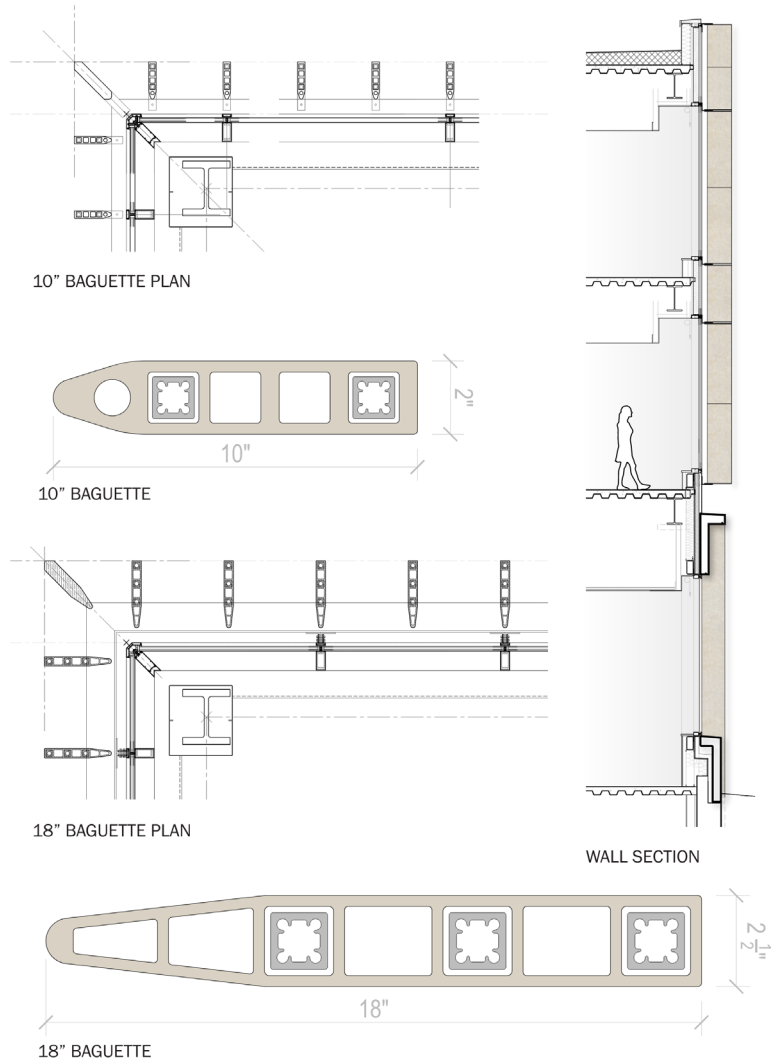 10” BAGUETTE PLAN
2"
10"
10” BAGUETTE
18” BAGUETTE PLAN
WALL SECTION
2 1/2"
18"
18” BAGUETTE